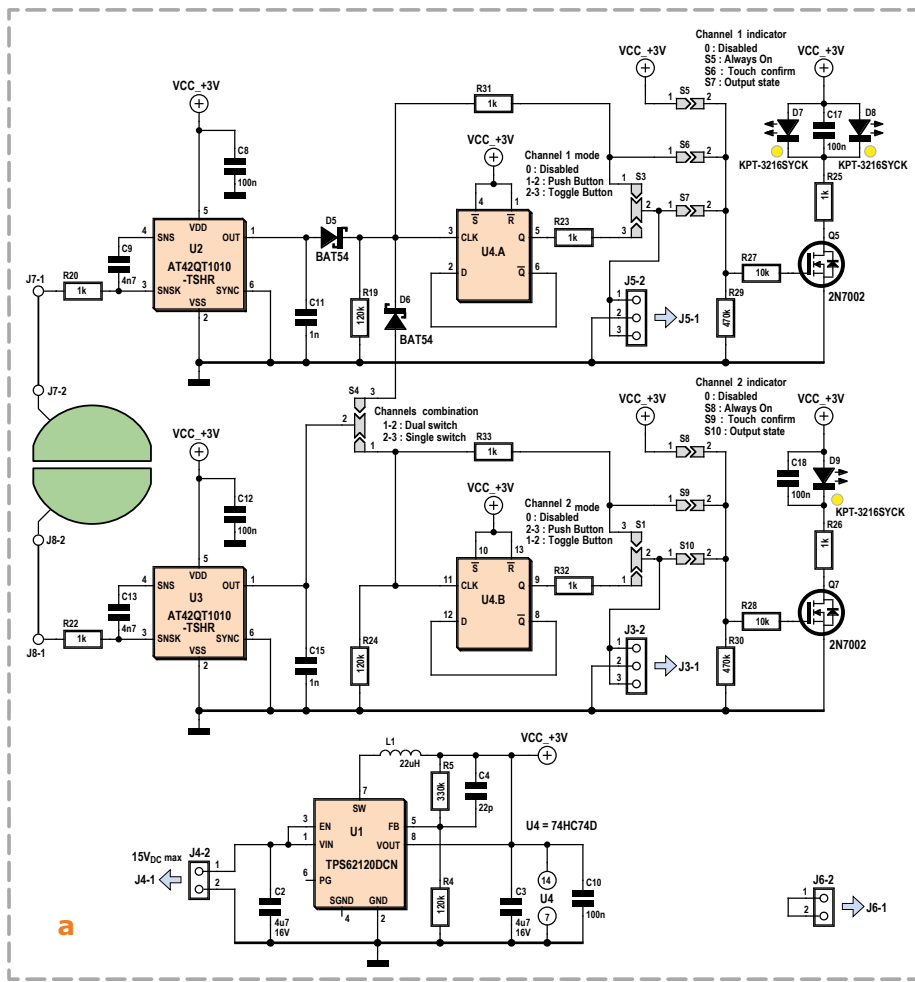 Channel 1 indicator
0 : Disabled
S5 : Always On
S6 : Touch confirm
S7 : Output state
VCC_+3V
VCC_+3V
VCC_+3V
R31
1k
1
S5
2
D7
C17
100n
D8
KPT-3216SYCK
KPT-3216SYCK
C8
100n
VCC_+3V
Channel 1 mode
0 : Disabled
1-2 : Push Button
2-3 : Toggle Button
1
S6
2
S3
1
2
3
1
S7
2
R25
1k
5
VDD
4
SNS
OUT
1
U2
AT42QT1010
-TSHR
3
SNSK
SYNC
6
VSS
2
C9
4n7
J7-1
R20
1k
D5
BAT54
4
1
S
R
3
CLK
Q
5
U4.A
2
D
Q
6
R23
1k
Q5
2N7002
R27
10k
C11
1n
R19
120k
D6
BAT54
J5-2
1
2
3
J5-1
R29
470k
J7-2
S4
3
2
1
Channels combination
1-2 : Dual switch
2-3 : Single switch
Channel 2 indicator
0 : Disabled
S8 : Always On
S9 : Touch confirm
S10 : Output state
VCC_+3V
VCC_+3V
VCC_+3V
R33
1k
1
S8
2
C18
100n
D9
KPT-3216SYCK
C12
100n
VCC_+3V
Channel 2 mode
0 : Disabled
2-3 : Push Button
1-2 : Toggle Button
1
S9
2
S1
3
2
1
1
S10
2
R26
1k
J8-2
5
VDD
4
SNS
OUT
1
U3
AT42QT1010
-TSHR
3
SNSK
SYNC
6
VSS
2
C13
4n7
R22
1k
J8-1
10
13
S
R
11
CLK
Q
9
U4.B
12
D
Q
8
R32
1k
Q7
2N7002
R28
10k
C15
1n
R24
120k
J3-2
1
2
3
J3-1
R30
470k
VCC_+3V
L1
22uH
R5
330k
C4
22p
7
SW
3
EN
FB
5
U1
1
VIN
VOUT
8
TPS62120DCN
6
PG
SGND
GND
4
2
U4 = 74HC74D
15VDC max
J4-2
J4-1
1
2
C2
4u7
16V
R4
120k
C3
4u7
16V
14
U4
7
C10
100n
J6-2
1
2
J6-1
a